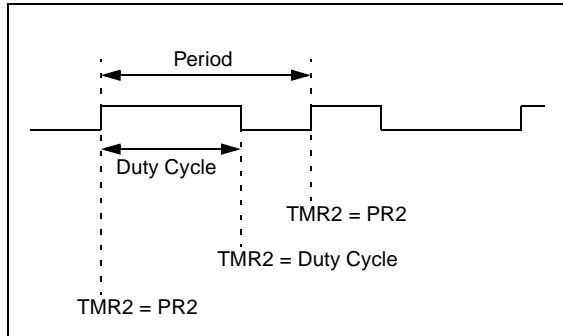 Period
Duty Cycle
TMR2 = PR2
TMR2 = Duty Cycle
TMR2 = PR2